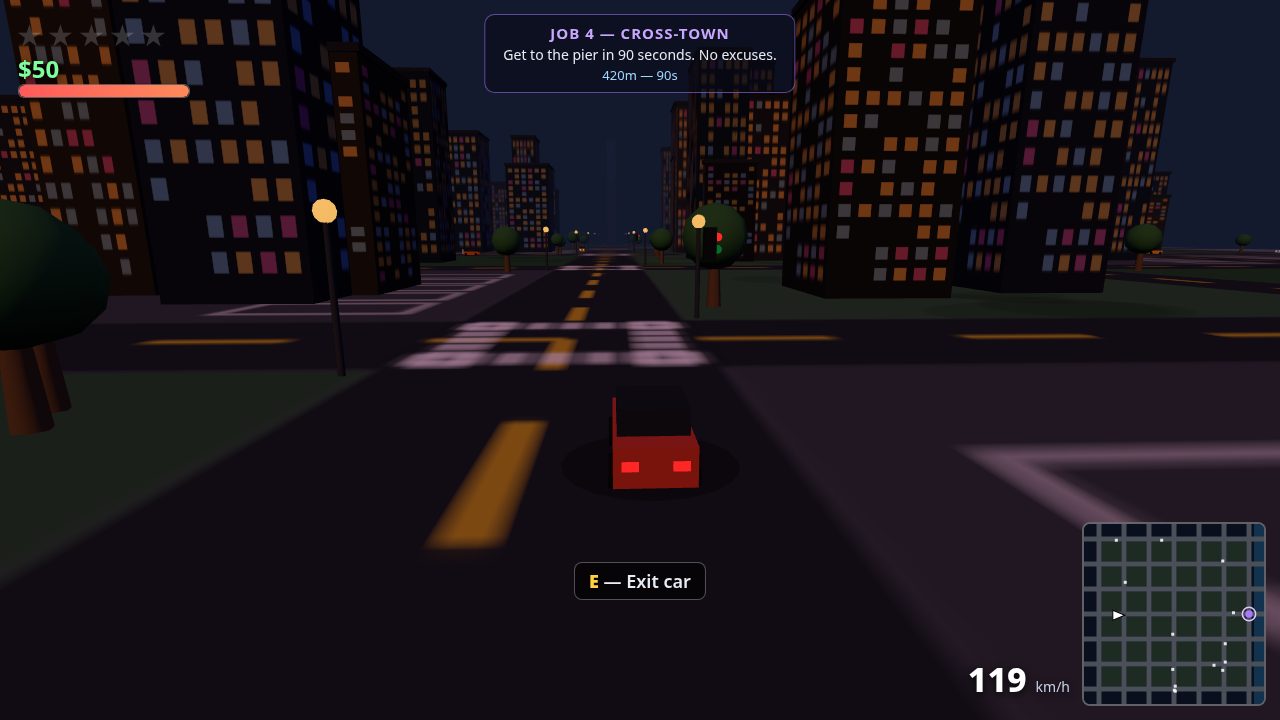 JOB 4 — CROSS-TOWN
Get to the pier in 90 seconds. No excuses.
420m — 90s
$50
E — Exit car
119 km/h